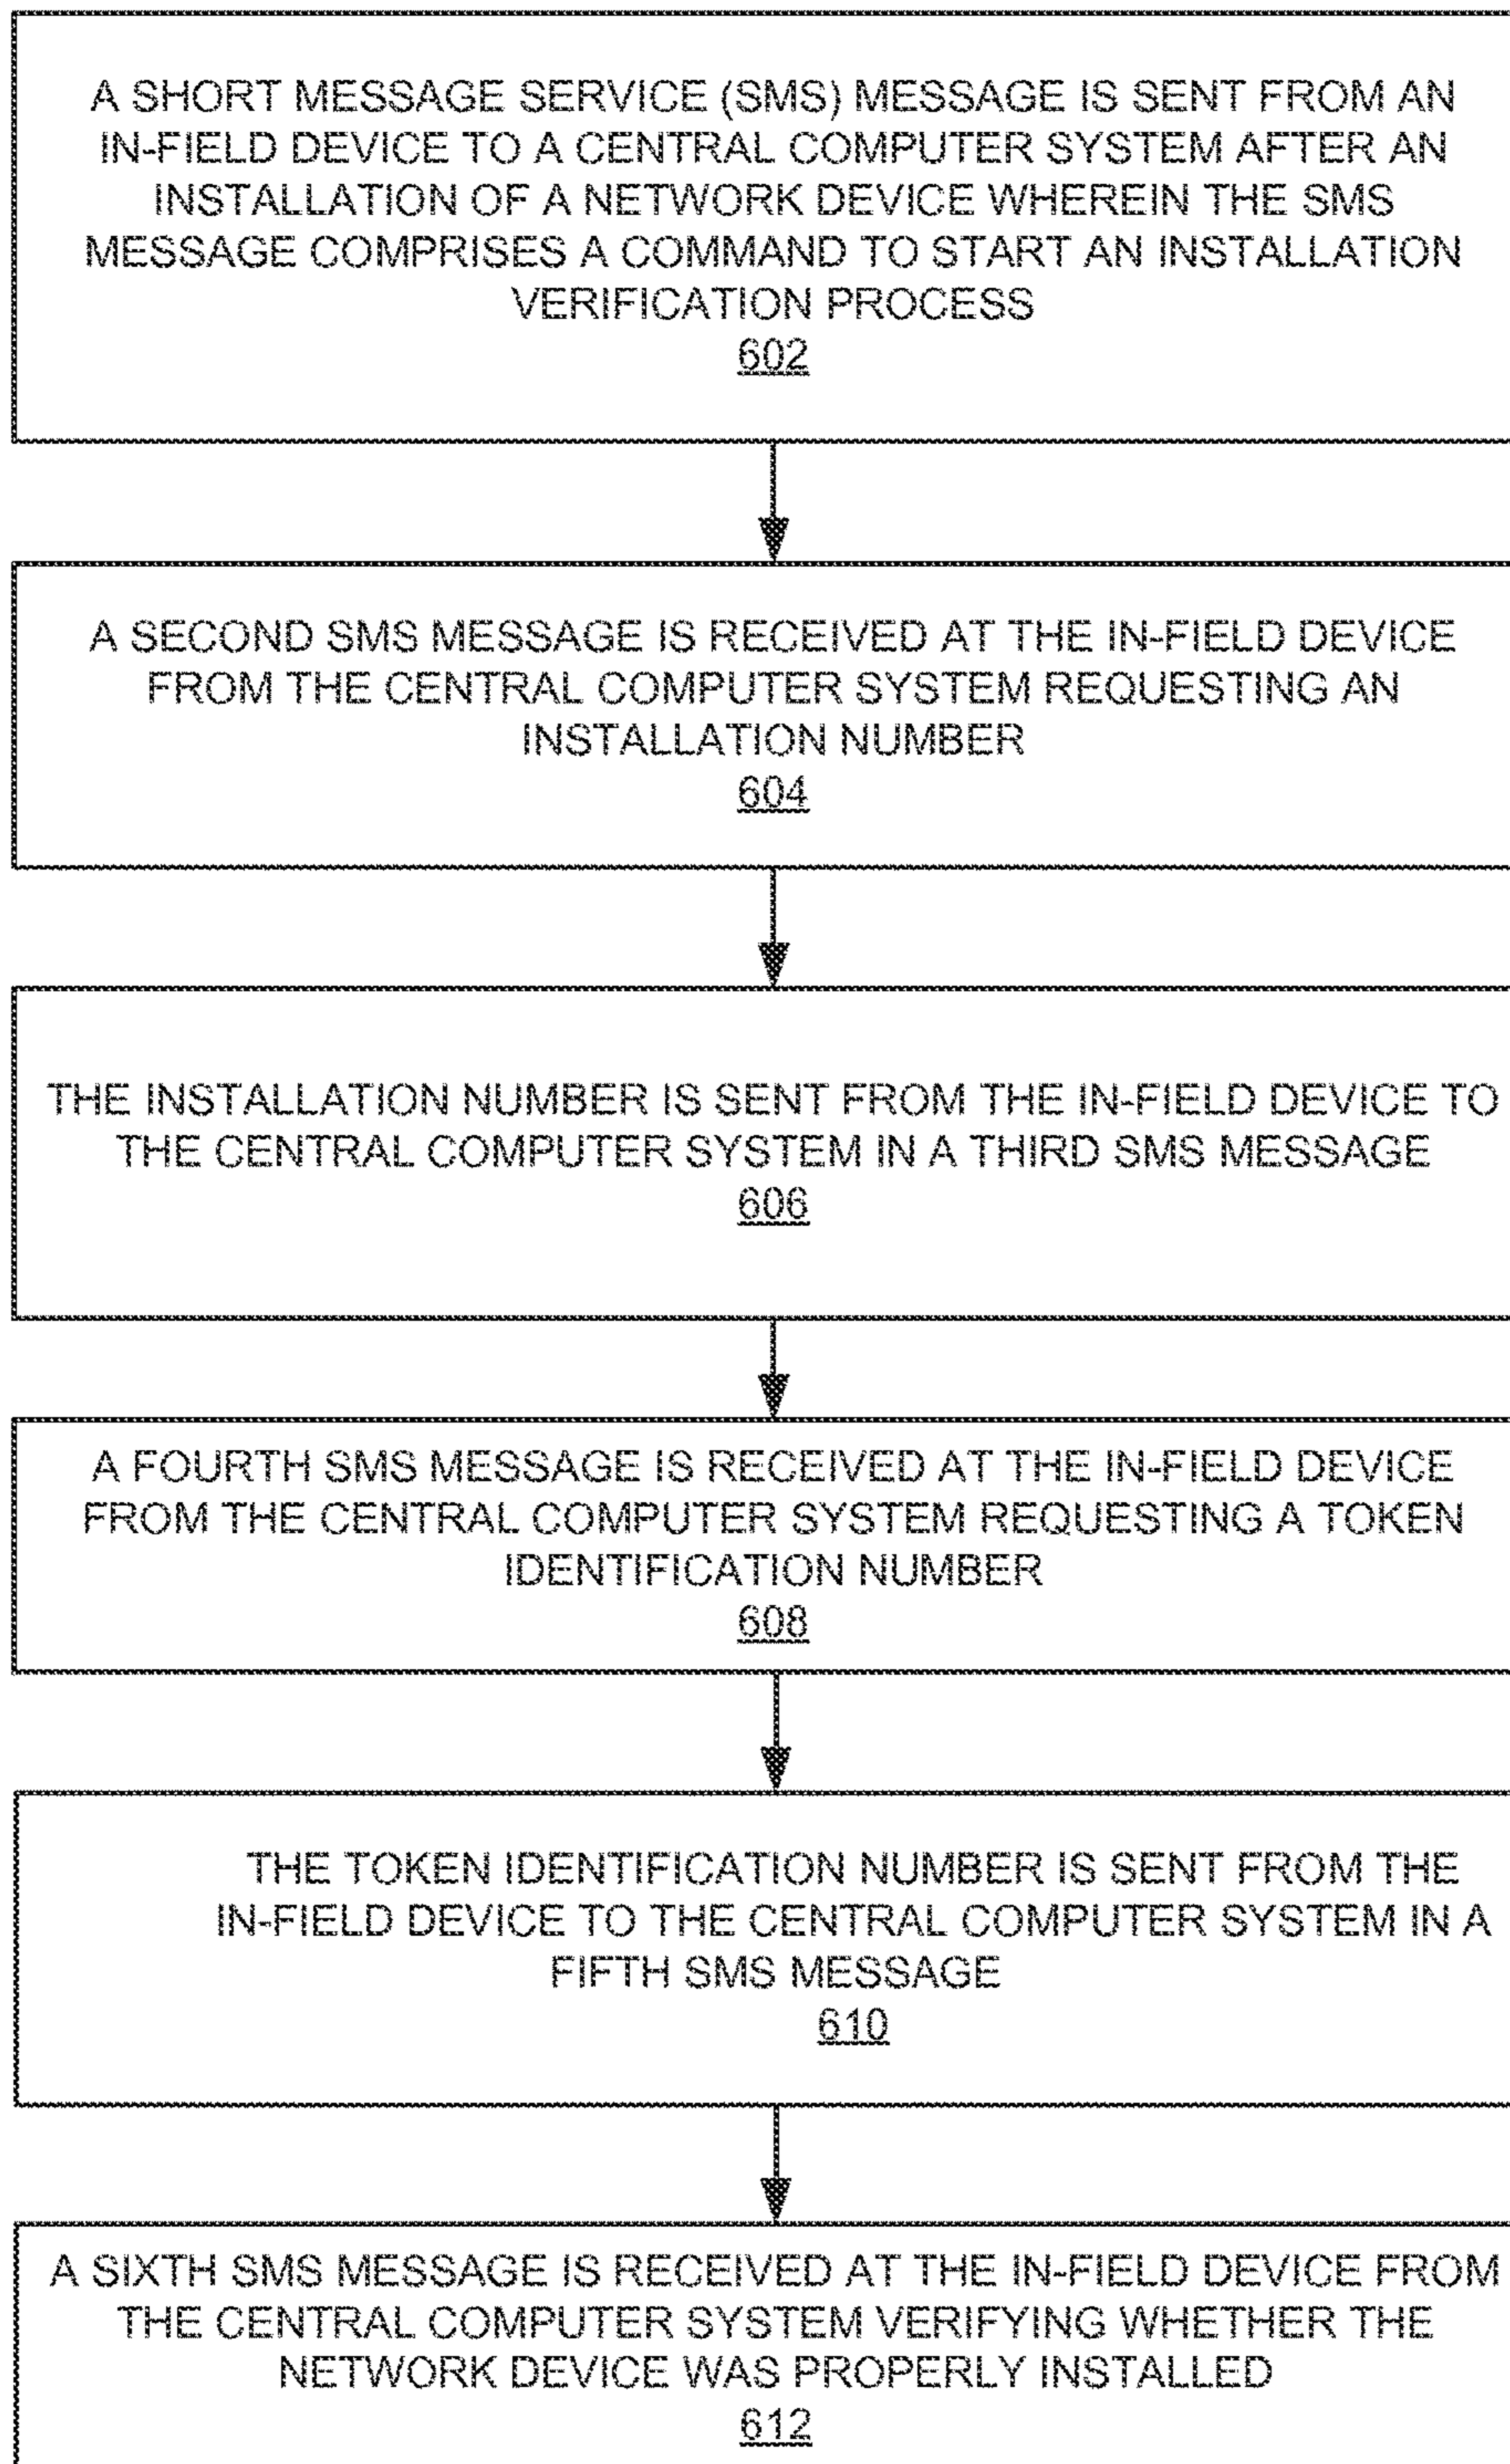 A SHORT MESSAGE SERVICE (SMS) MESSAGE IS SENT FROM AN
IN-FIELD DEVICE TO A CENTRAL COMPUTER SYSTEM AFTER AN
INSTALLATION OF A NETWORK DEVICE WHEREIN THE SMS
MESSAGE COMPRISES A COMMAND TO START AN INSTALLATION
VERIFICATION PROCESS
602
A SECOND SMS MESSAGE IS RECEIVED AT THE IN-FIELD DEVICE
FROM THE CENTRAL COMPUTER SYSTEM REQUESTING AN
INSTALLATION NUMBER
604
THE INSTALLATION NUMBER IS SENT FROM THE IN-FIELD DEVICE TO
THE CENTRAL COMPUTER SYSTEM IN A THIRD SMS MESSAGE
606
A FOURTH SMS MESSAGE IS RECEIVED AT THE IN-FIELD DEVICE
FROM THE CENTRAL COMPUTER SYSTEM REQUESTING A TOKEN
IDENTIFICATION NUMBER
608
THE TOKEN IDENTIFICATION NUMBER IS SENT FROM THE
IN-FIELD DEVICE TO THE CENTRAL COMPUTER SYSTEM IN A
FIFTH SMS MESSAGE
610
A SIXTH SMS MESSAGE IS RECEIVED AT THE IN-FIELD DEVICE FROM
THE CENTRAL COMPUTER SYSTEM VERIFYING WHETHER THE
NETWORK DEVICE WAS PROPERLY INSTALLED
612